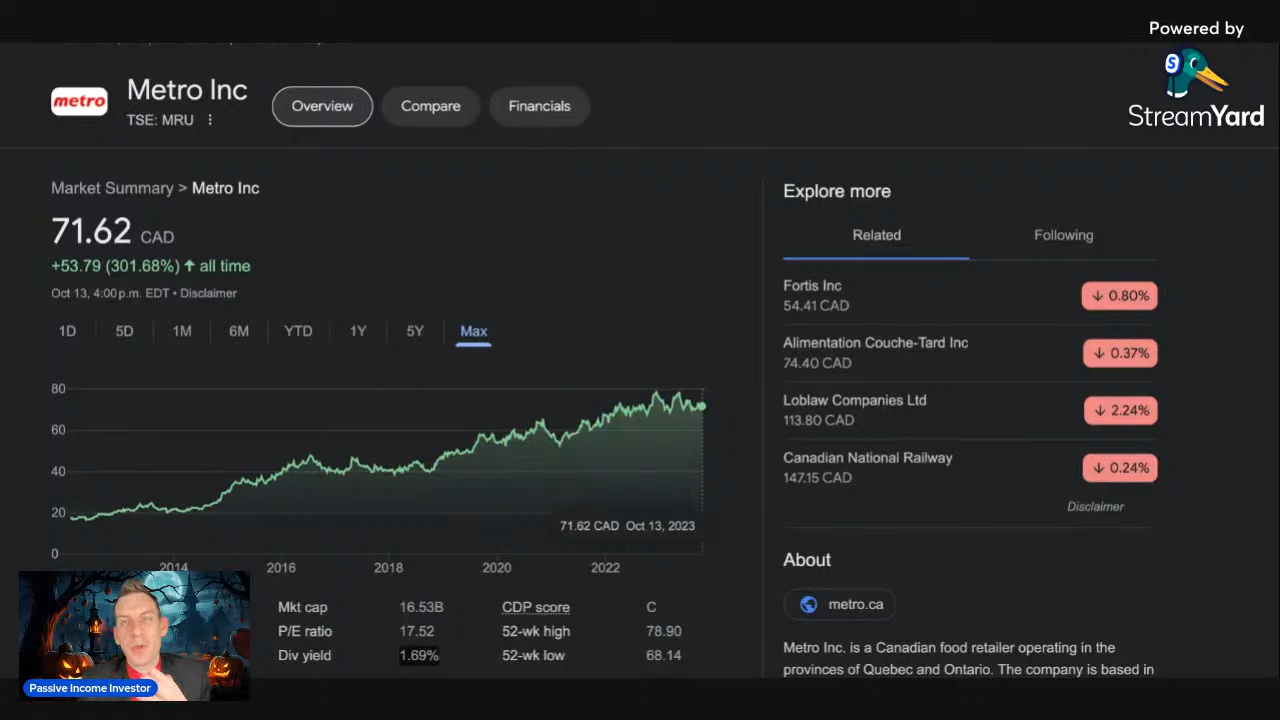 Powered by
StreamYard
metro
Metro Inc
TSE: MRU
Overview
Compare
Financials
Market Summary > Metro Inc
71.62 CAD
+53.79 (301.68%) ↑ all time
Oct 13, 4:00 p.m. EDT • Disclaimer
1D 5D 1M 6M YTD 1Y 5Y Max
80
60
40
20
0
71.62 CAD Oct 13, 2023
2014 2016 2018 2020 2022
Mkt cap 16.53B CDP score C
P/E ratio 17.52 52-wk high 78.90
Div yield 1.69% 52-wk low 68.14
Passive Income Investor
Explore more
Related Following
Fortis Inc
54.41 CAD
↓ 0.80%
Alimentation Couche-Tard Inc
74.40 CAD
↓ 0.37%
Loblaw Companies Ltd
113.80 CAD
↓ 2.24%
Canadian National Railway
147.15 CAD
↓ 0.24%
Disclaimer
About
metro.ca
Metro Inc. is a Canadian food retailer operating in the
provinces of Quebec and Ontario. The company is based in